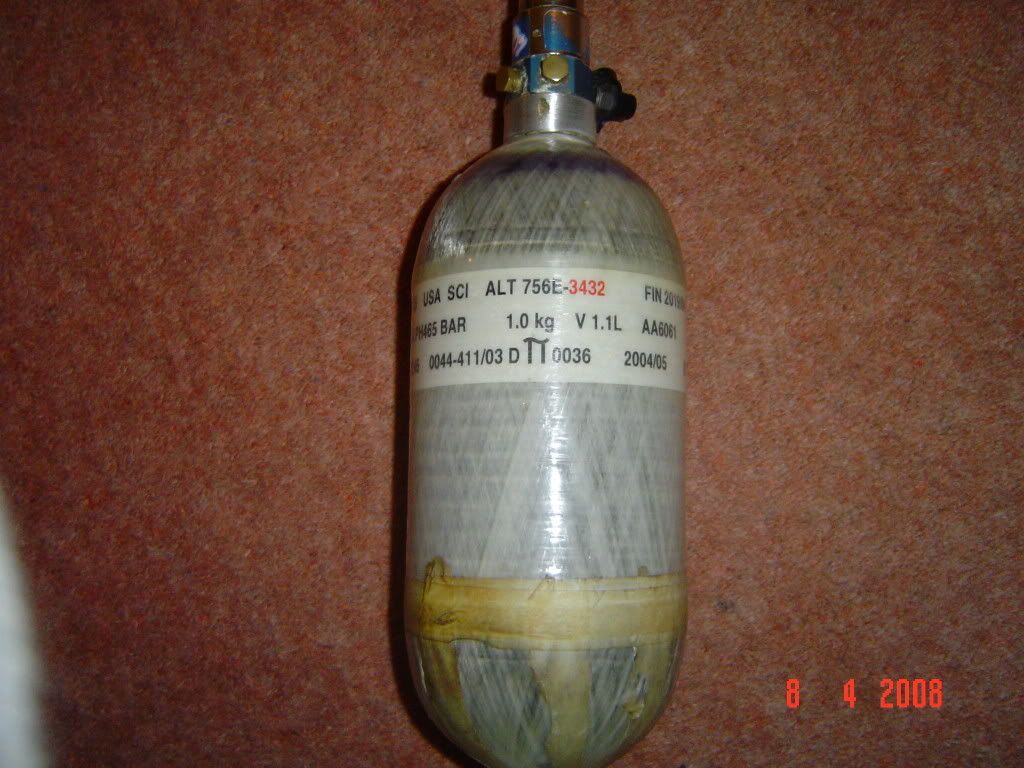 USA SCI ALT 756E-3432 FIN
PH465 BAR 1.0 kg V 1.1L AA6061
0044-411/03 D π 0036 2004/05
8 4 2008